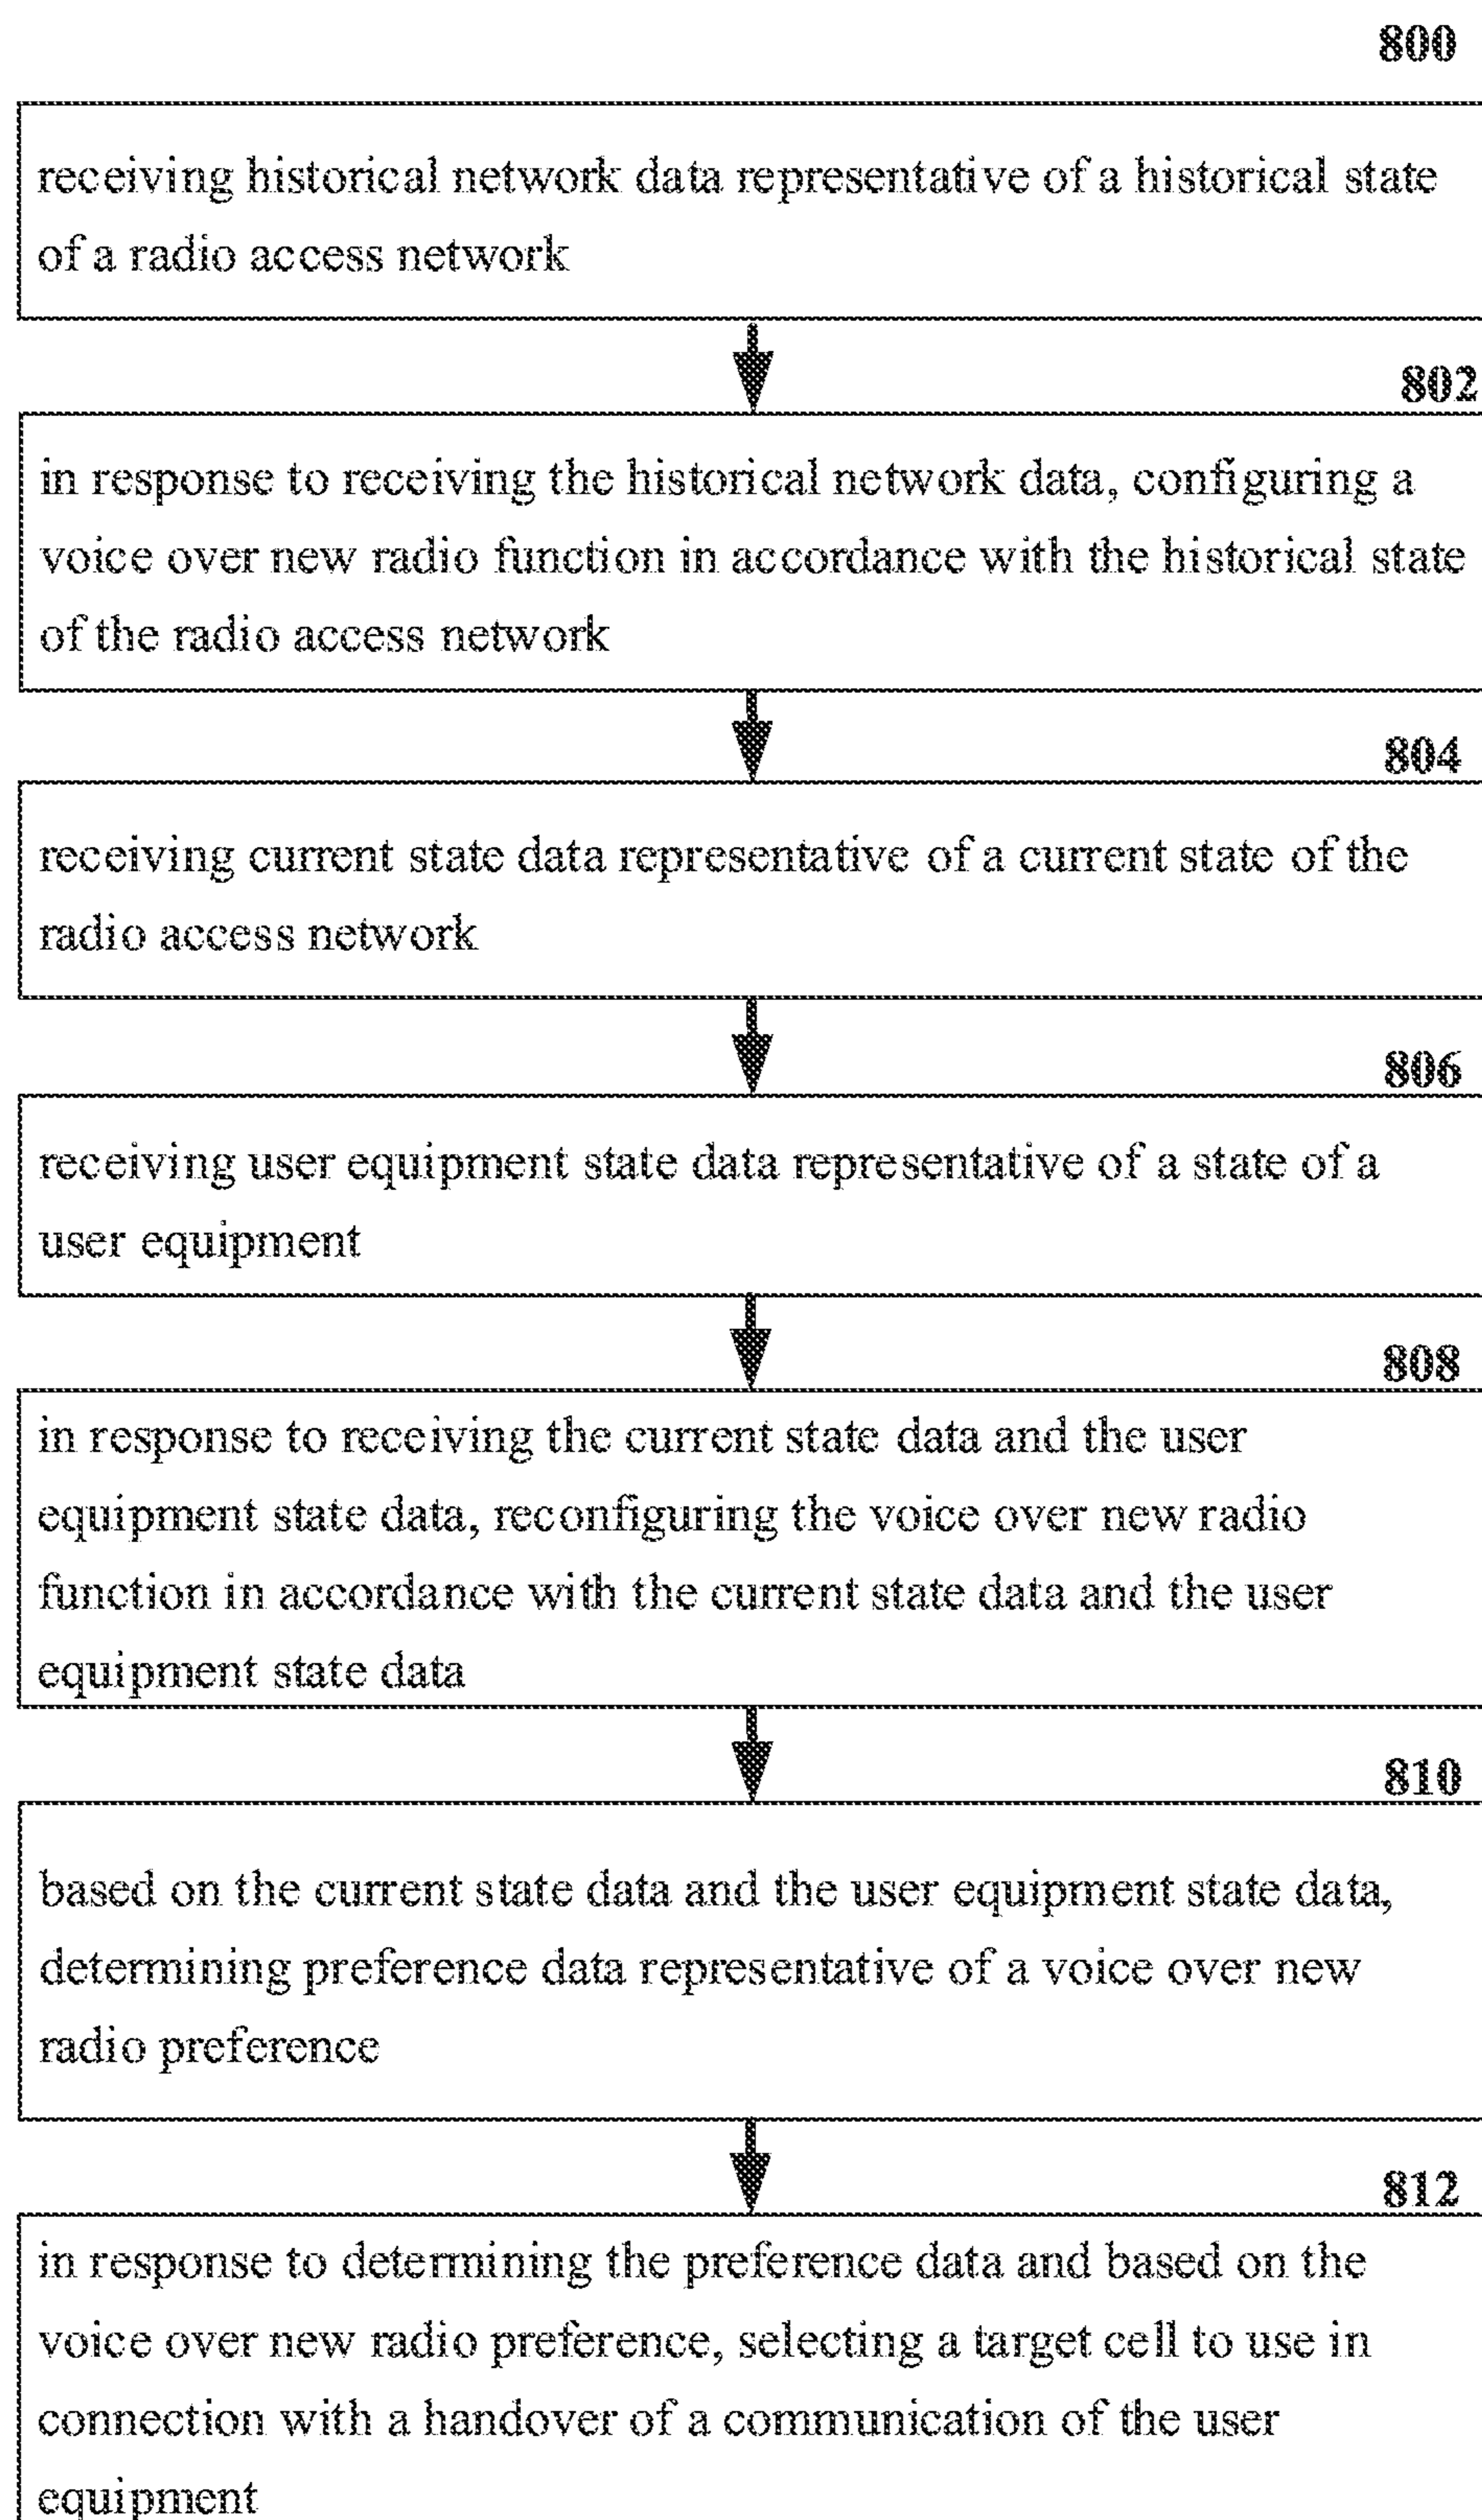 800
receiving historical network data representative of a historical state
of a radio access network
802
in response to receiving the historical network data, configuring a
voice over new radio function in accordance with the historical state
of the radio access network
804
receiving current state data representative of a current state of the
radio access network
806
receiving user equipment state data representative of a state of a
user equipment
808
in response to receiving the current state data and the user
equipment state data, reconfiguring the voice over new radio
function in accordance with the current state data and the user
equipment state data
810
based on the current state data and the user equipment state data,
determining preference data representative of a voice over new
radio preference
812
in response to determining the preference data and based on the
voice over new radio preference, selecting a target cell to use in
connection with a handover of a communication of the user
equipment